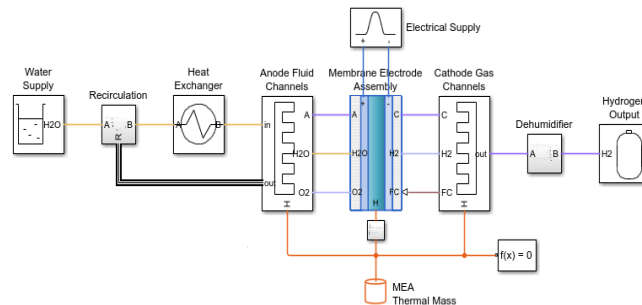 Electrical Supply
+ -
Water
Supply
Heat
Exchanger
Anode Fluid
Channels
Membrane Electrode
Assembly
Cathode Gas
Channels
Hydrogen
Output
Recirculation
Dehumidifier
H2O
A B
R
A B
in
A
H2O
O2
out
H
+ -
A
H2O
O2
C
H2
FC
H
C
H2
FC
out
H
A B
H2
f(x) = 0
MEA
Thermal Mass